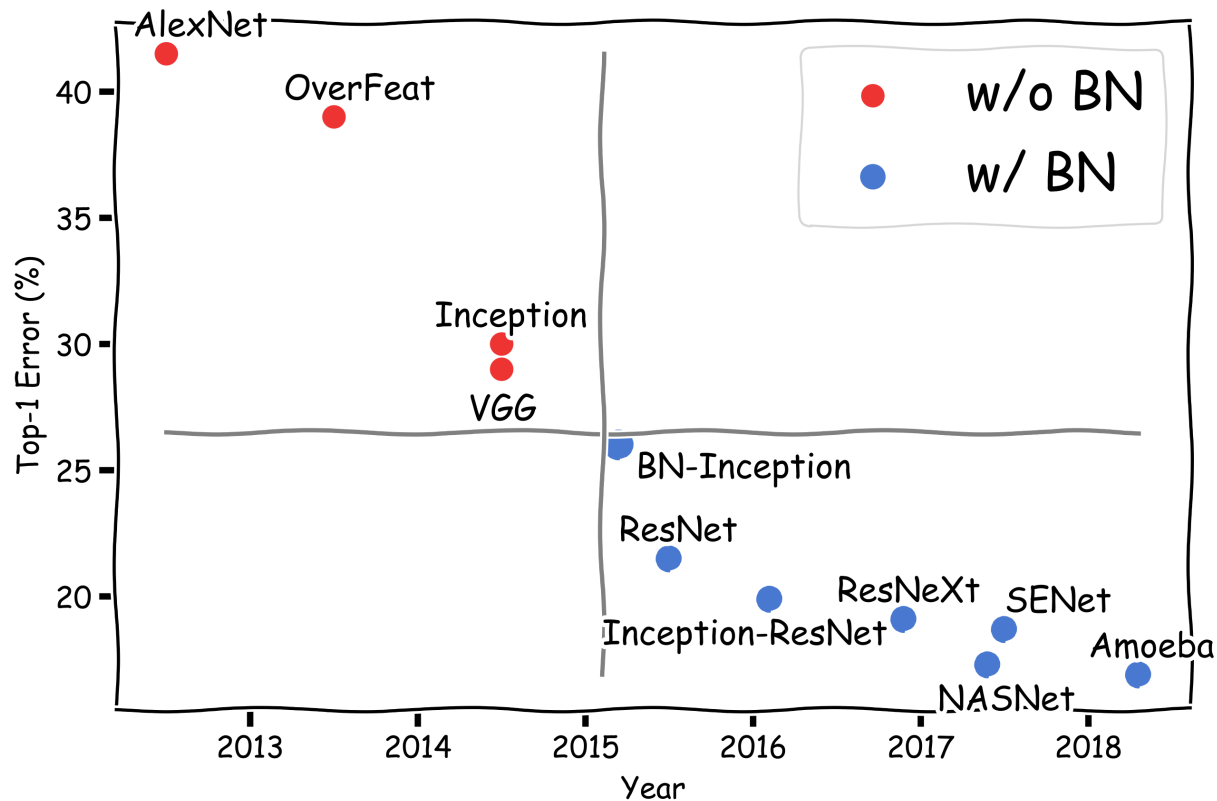 AlexNet
OverFeat
w/o BN
w/ BN
40
35
Inception
30
VGG
Top-1 Error (%)
25
BN-Inception
ResNet
20
ResNeXt
SENet
Inception-ResNet
Amoeba
NASNet
2013 2014 2015 2016 2017 2018
Year